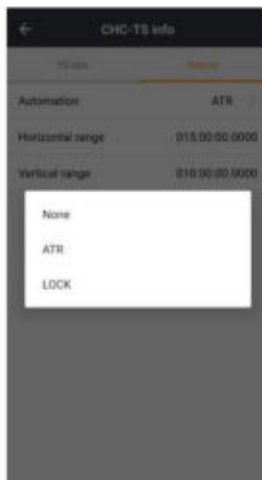 CHC-TS info
Automation ATR
Horizontal range 015:00:00.0000
Vertical range 010:00:00.0000
None
ATR
LOCK